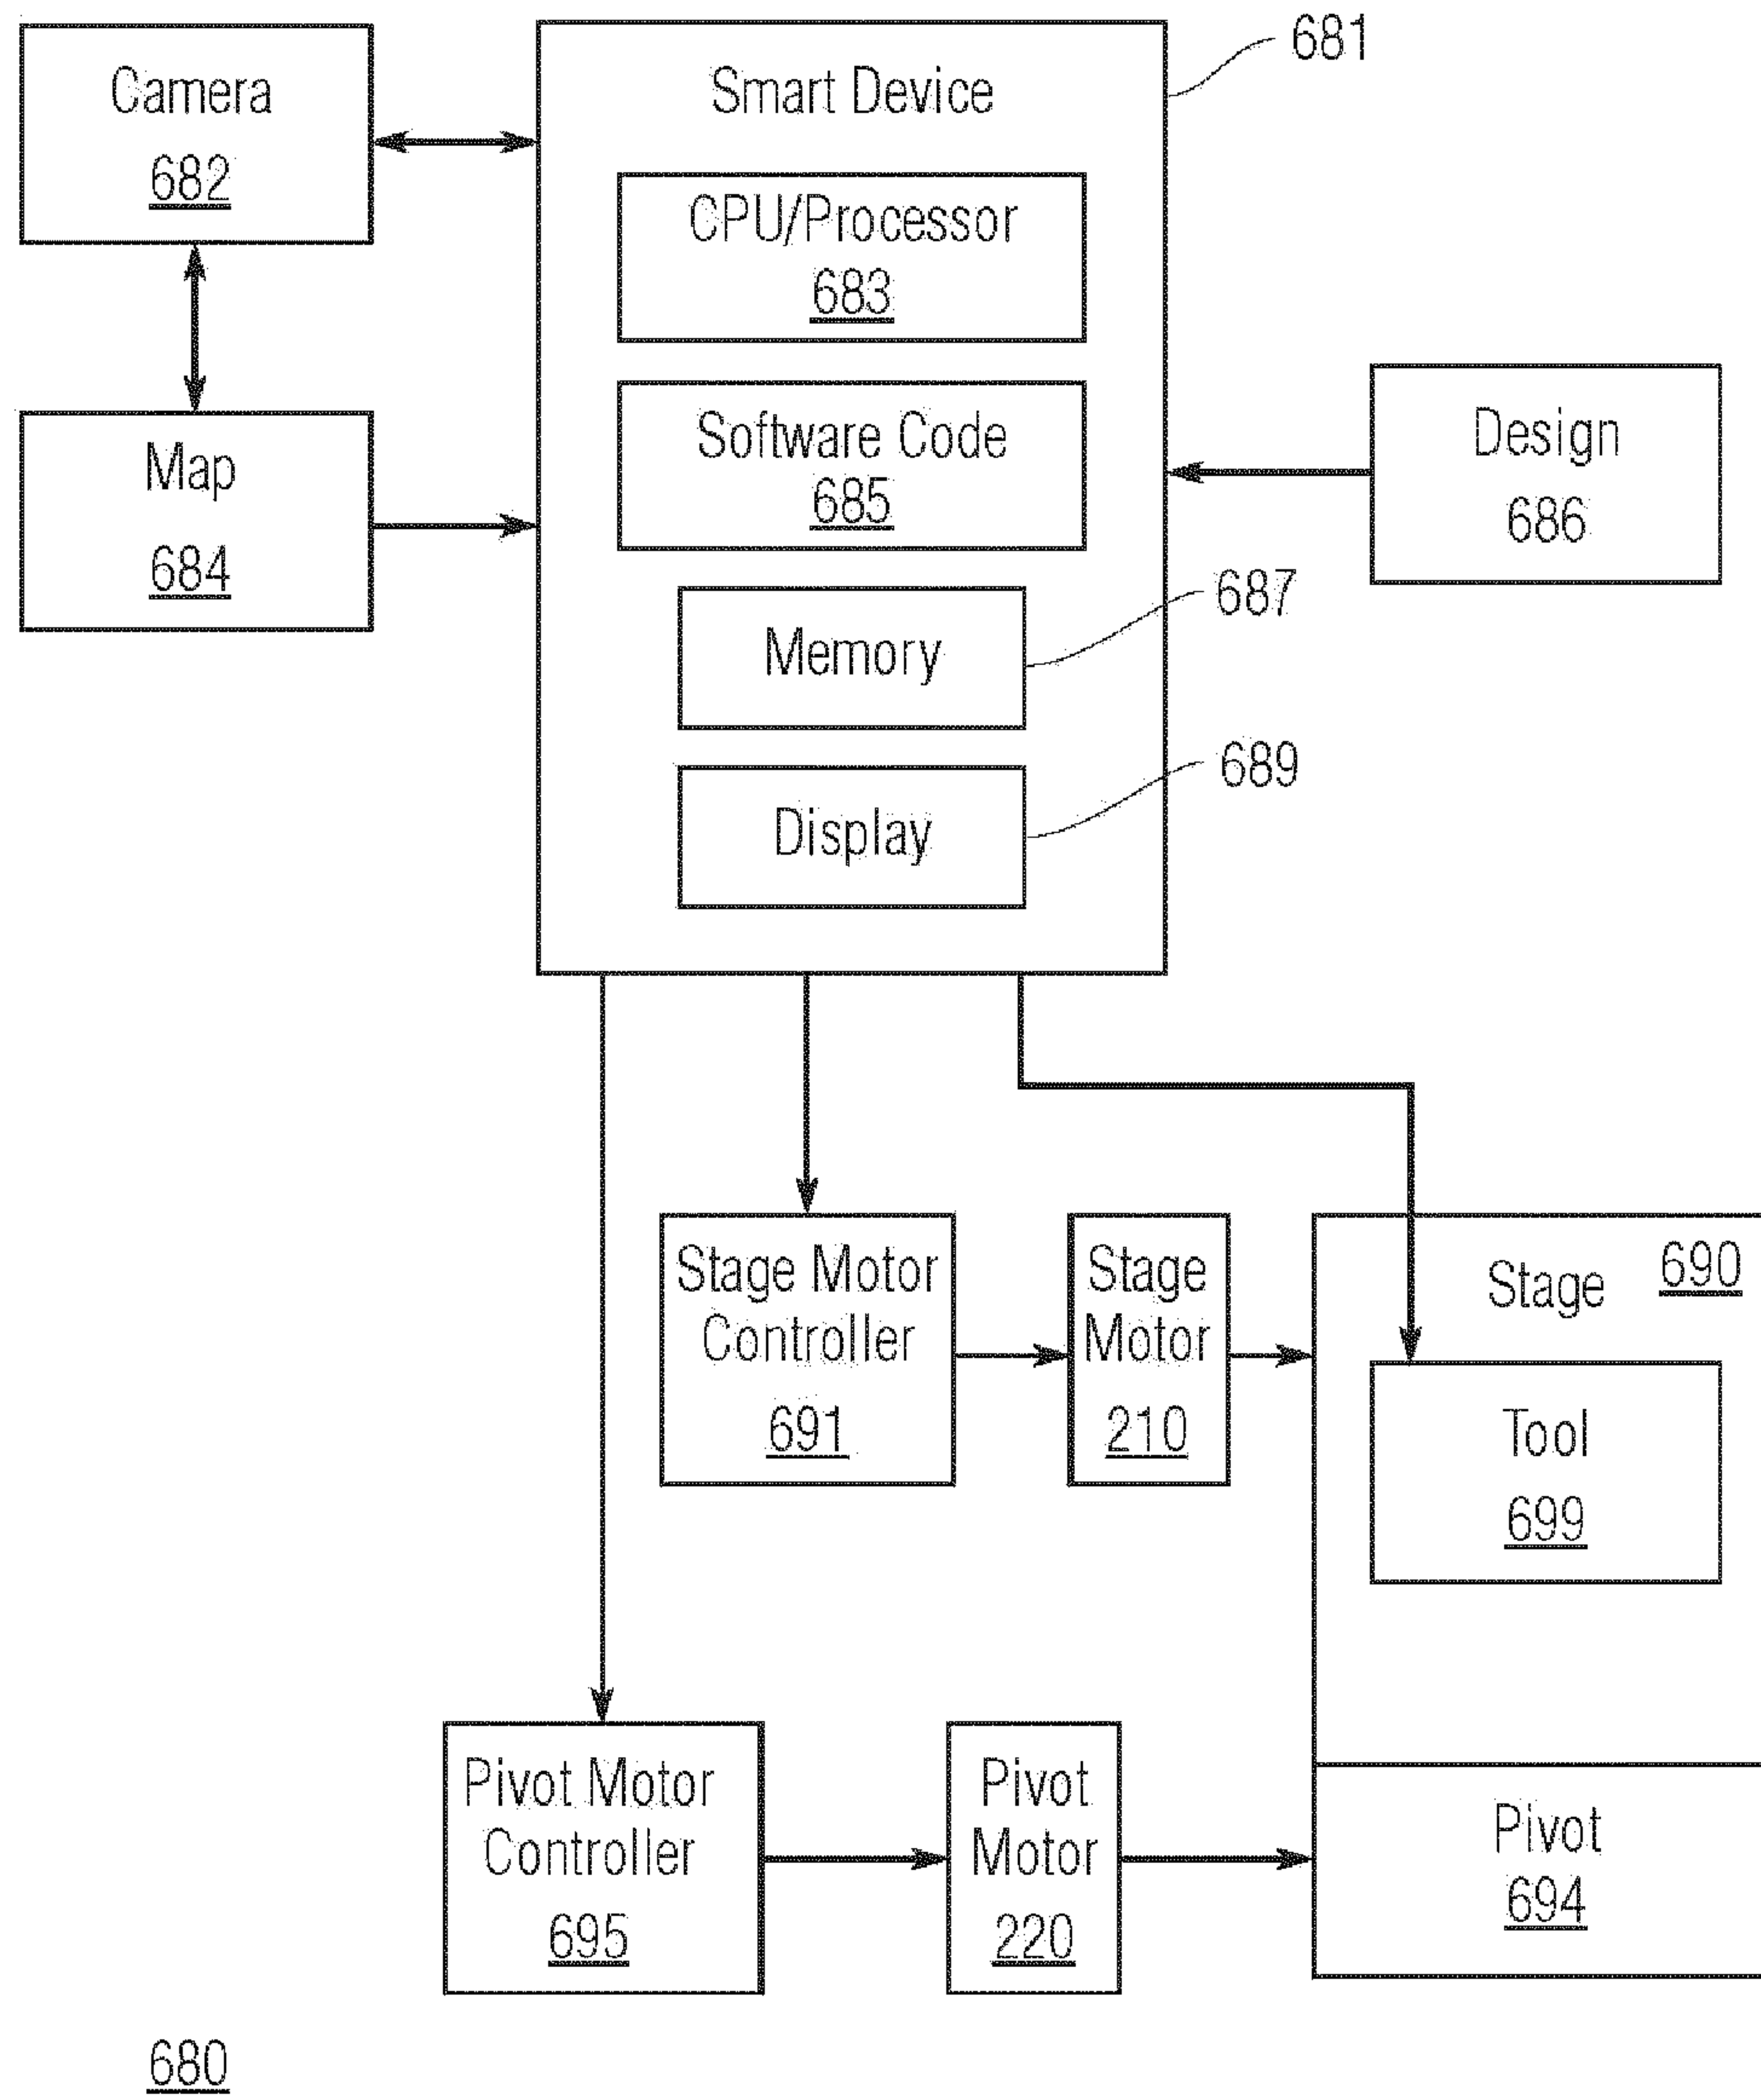 Camera
682
Smart Device
681
CPU/Processor
683
Software Code
685
Map
684
Design
686
Memory
687
Display
689
Stage Motor
Controller
691
Stage
Motor
210
Stage
690
Tool
699
Pivot Motor
Controller
695
Pivot
Motor
220
Pivot
694
680